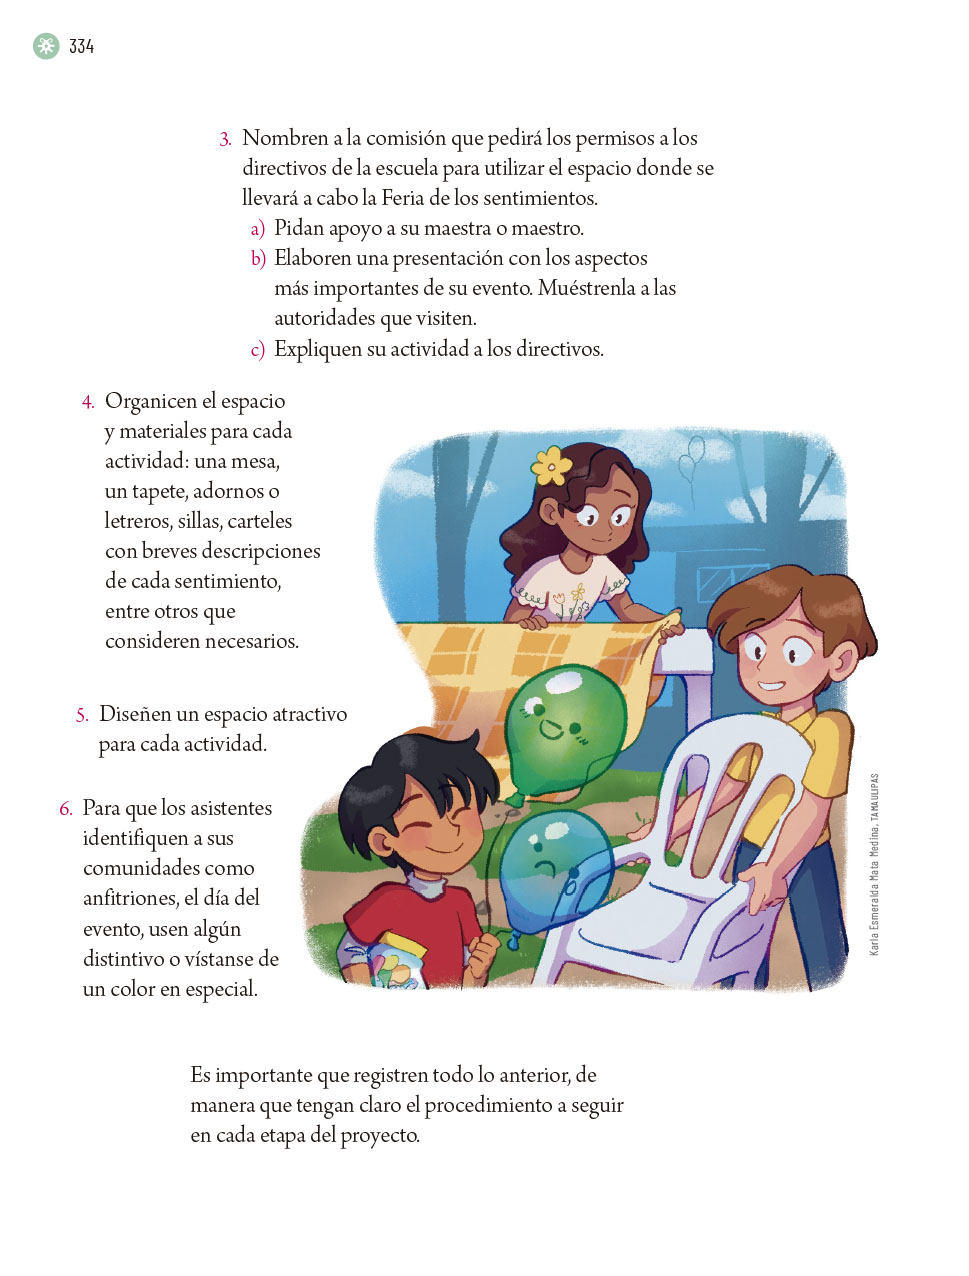 334
3. Nombren a la comisión que pedirá los permisos a los
directivos de la escuela para utilizar el espacio donde se
llevará a cabo la Feria de los sentimientos.
a) Pidan apoyo a su maestra o maestro.
b) Elaboren una presentación con los aspectos
más importantes de su evento. Muéstrenla a las
autoridades que visiten.
c) Expliquen su actividad a los directivos.
4. Organicen el espacio
y materiales para cada
actividad: una mesa,
un tapete, adornos o
letreros, sillas, carteles
con breves descripciones
de cada sentimiento,
entre otros que
consideren necesarios.
5. Diseñen un espacio atractivo
para cada actividad.
6. Para que los asistentes
identifiquen a sus
comunidades como
anfitriones, el día del
evento, usen algún
distintivo o vístanse de
un color en especial.
Karla Esmeralda Mata Medina, TAMAULIPAS
Es importante que registren todo lo anterior, de
manera que tengan claro el procedimiento a seguir
en cada etapa del proyecto.